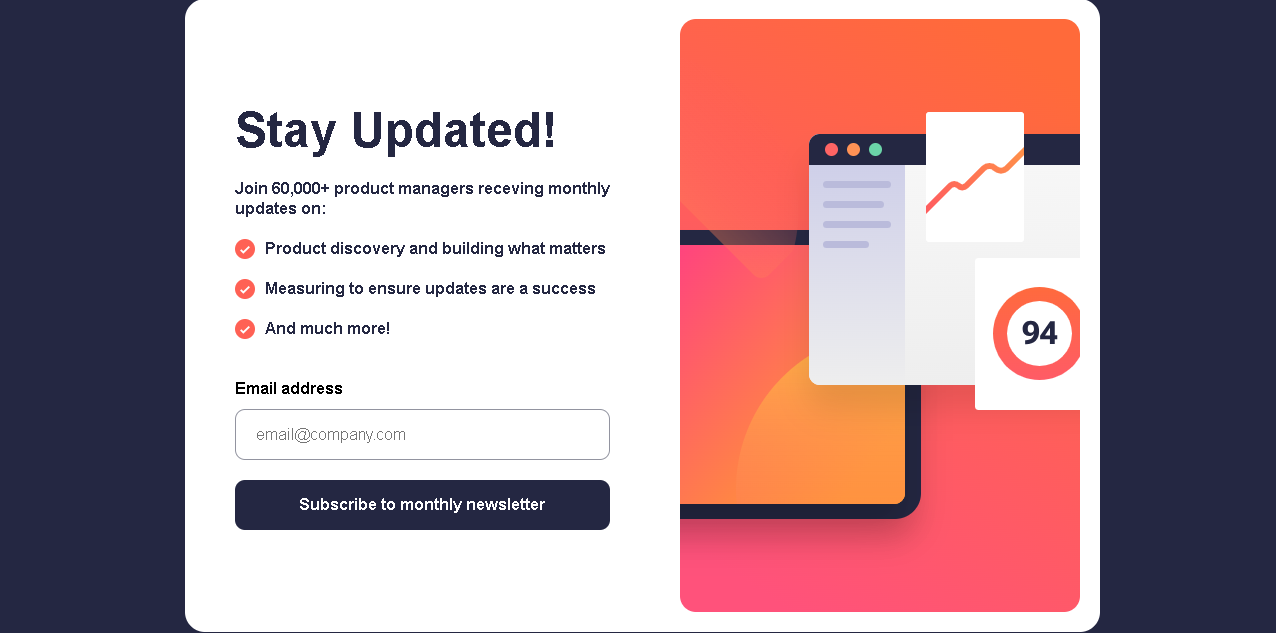 Stay Updated!
Join 60,000+ product managers receving monthly
updates on:
Product discovery and building what matters
Measuring to ensure updates are a success
And much more!
Email address
email@company.com
Subscribe to monthly newsletter
94